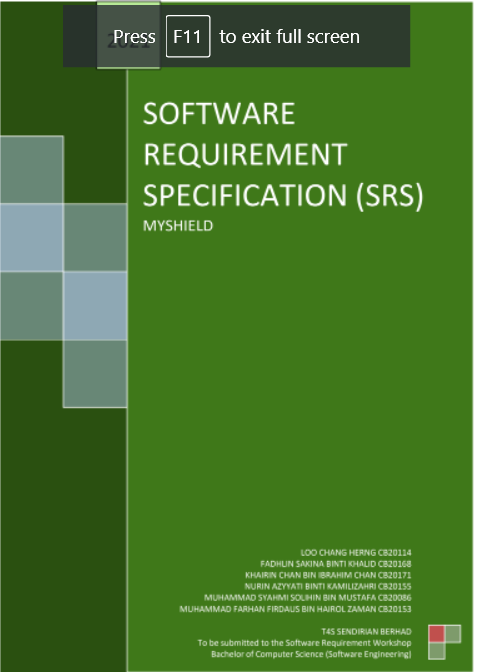 2021
Press F11 to exit full screen
SOFTWARE
REQUIREMENT
SPECIFICATION (SRS)
MYSHIELD
LOO CHANG HERNG CB20114
FADHLIN SAKINA BINTI KHALID CB20168
KHAIRIN CHAN BIN IBRAHIM CHAN CB20171
NURIN AZYYATI BINTI KAMILIZAHRI CB20155
MUHAMMAD SYAHMI SOLIHIN BIN MUSTAFA CB20086
MUHAMMAD FARHAN FIRDAUS BIN HAIROL ZAMAN CB20153
T4S SENDIRIAN BERHAD
To be submitted to the Software Requirement Workshop
Bachelor of Computer Science (Software Engineering)